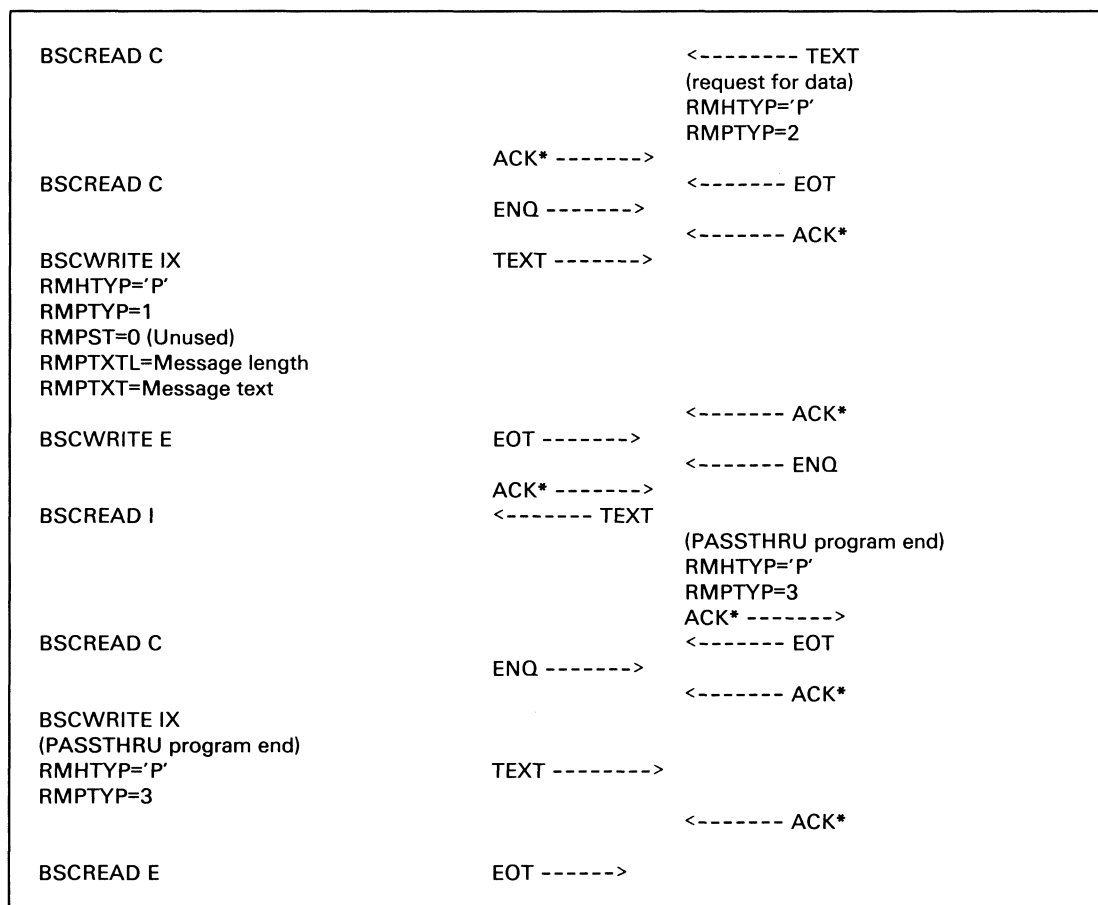 BSCREAD C <-------- TEXT
(request for data)
RMHTYP='P'
RMPTYP=2
ACK* ------->
BSCREAD C <------- EOT
ENQ ------->
<------- ACK*
BSCWRITE IX TEXT ------->
RMHTYP='P'
RMPTYP=1
RMPST=0 (Unused)
RMPTXTL=Message length
RMPTXT=Message text
<------- ACK*
BSCWRITE E EOT ------->
<------- ENQ
ACK* ------->
BSCREAD I <------- TEXT
(PASSTHRU program end)
RMHTYP='P'
RMPTYP=3
ACK* ------->
BSCREAD C <------- EOT
ENQ ------->
<------- ACK*
BSCWRITE IX
(PASSTHRU program end)
RMHTYP='P' TEXT -------->
RMPTYP=3
<------- ACK*
BSCREAD E EOT ------>